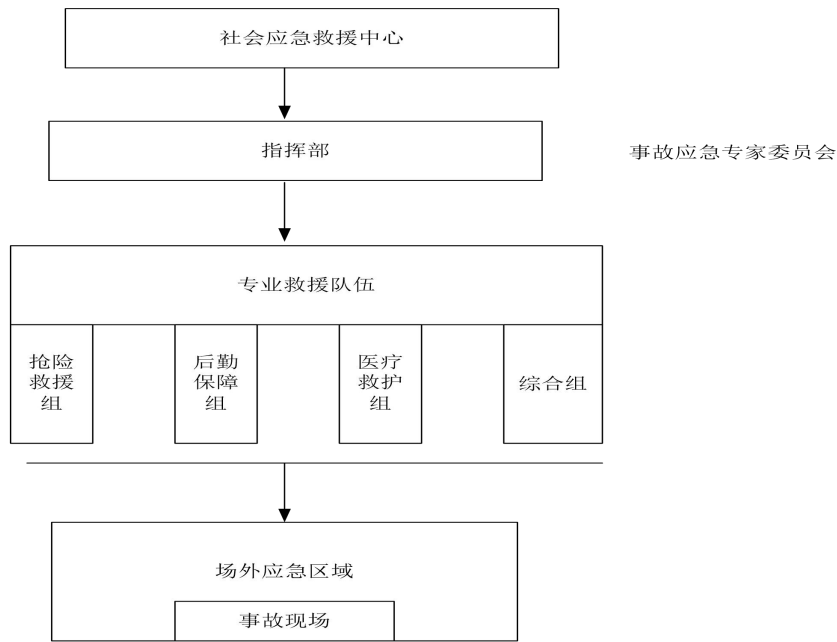 社会应急救援中心
指挥部
事故应急专家委员会
专业救援队伍
抢险
救援
组
后勤
保障
组
医疗
救护
组
综合组
场外应急区域
事故现场